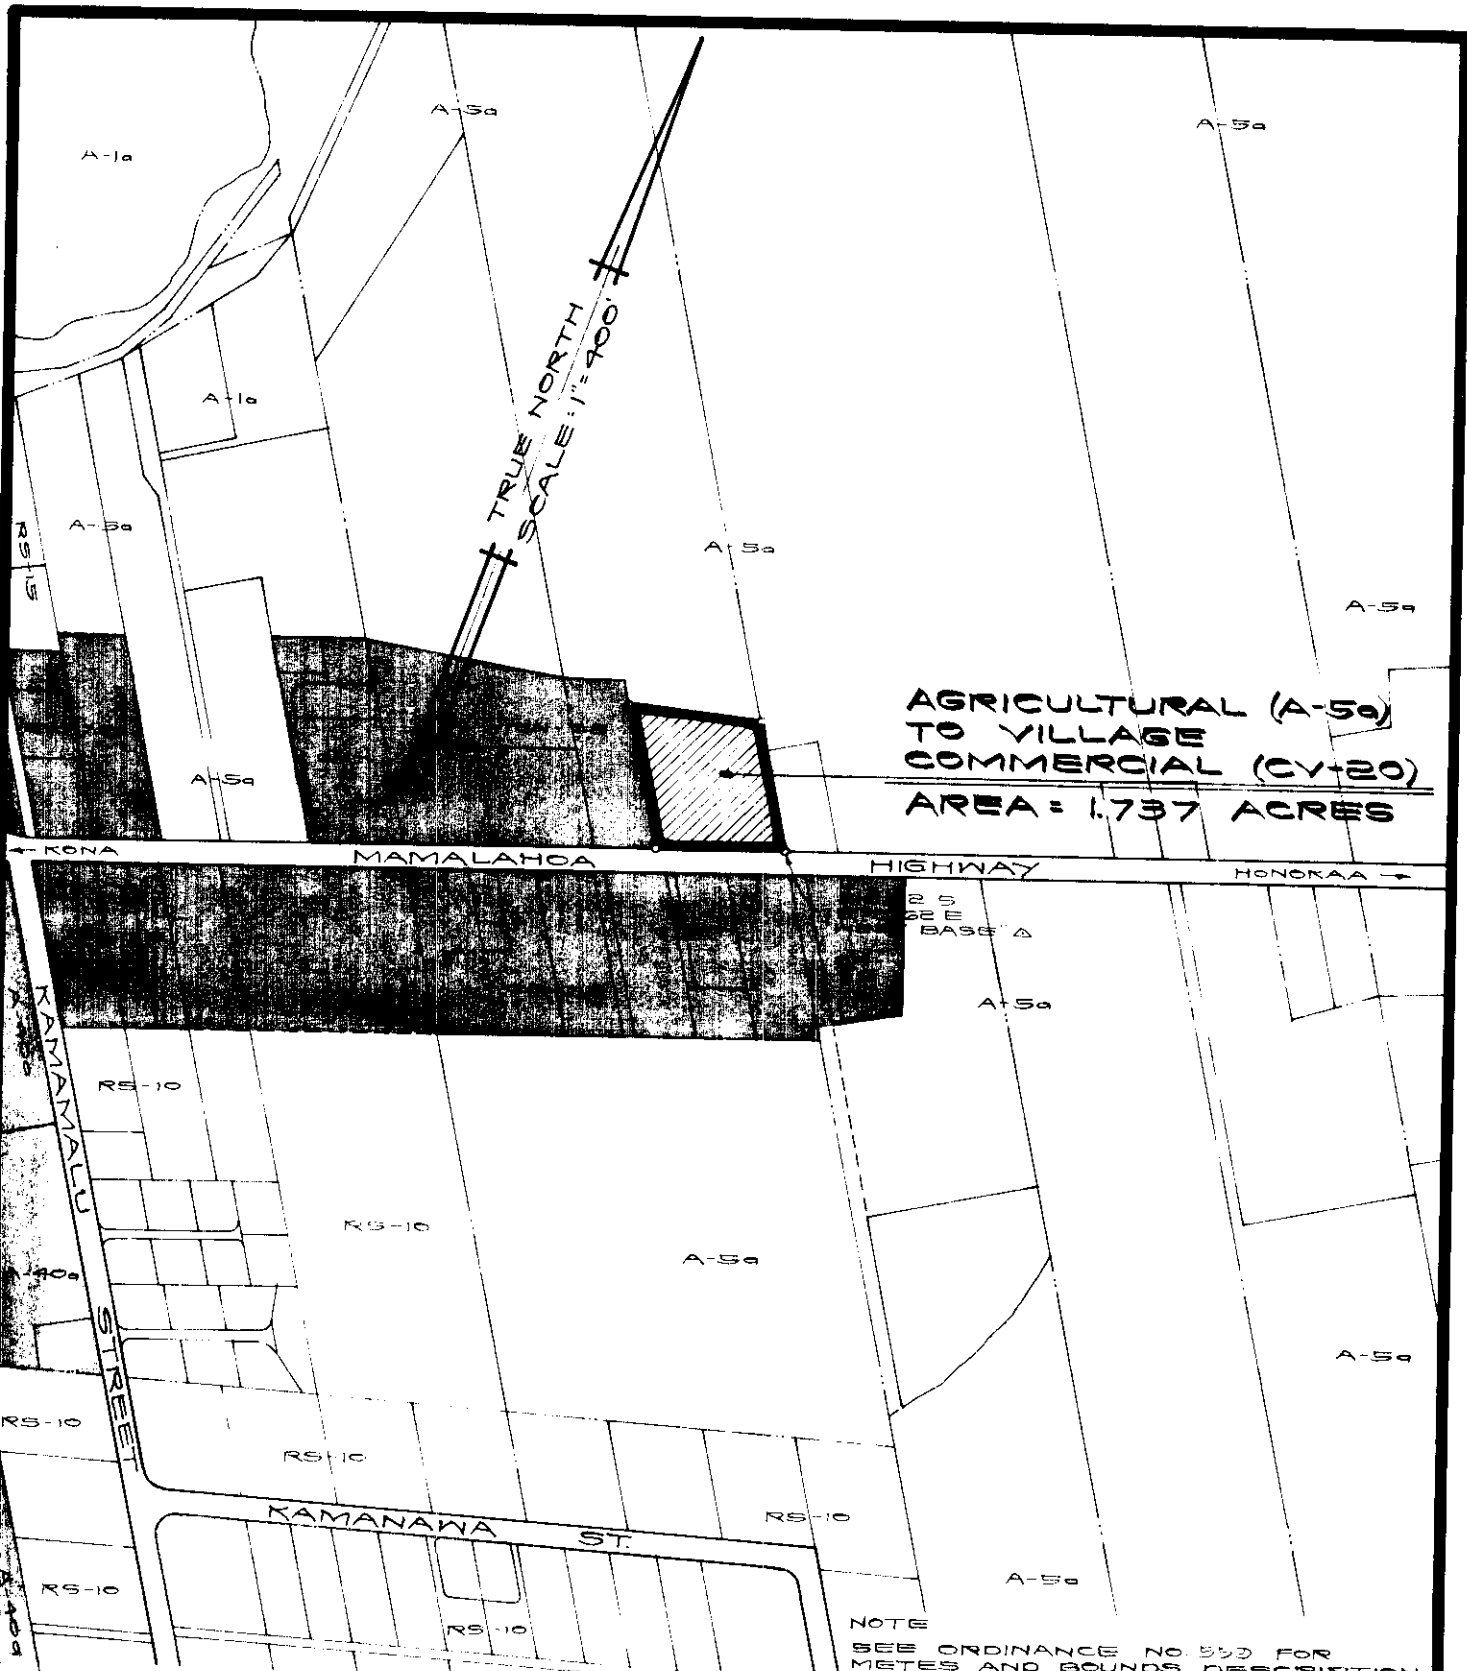 A-5a
A-5a
A-1a
TRUE NORTH
SCALE: 1"=400'
A-1a
RS-15
A-5a
A-5a
A-5a
AGRICULTURAL (A-5a)
TO VILLAGE
COMMERCIAL (CV-20)
AREA = 1.737 ACRES
A-5a
← KONA
MAMALAHOA
HIGHWAY
HONOKAA →
2 S
E
BASE △
A-5a
KAMAMALU
STREET
RS-10
RS-10
A-5a
-40a
A-5a
RS-10
RS-10
KAMANAWA
ST.
RS-10
RS-10
A-5a
RS-10
NOTE
SEE ORDINANCE NO. FOR
METES AND BOUNDS DESCRIPTION